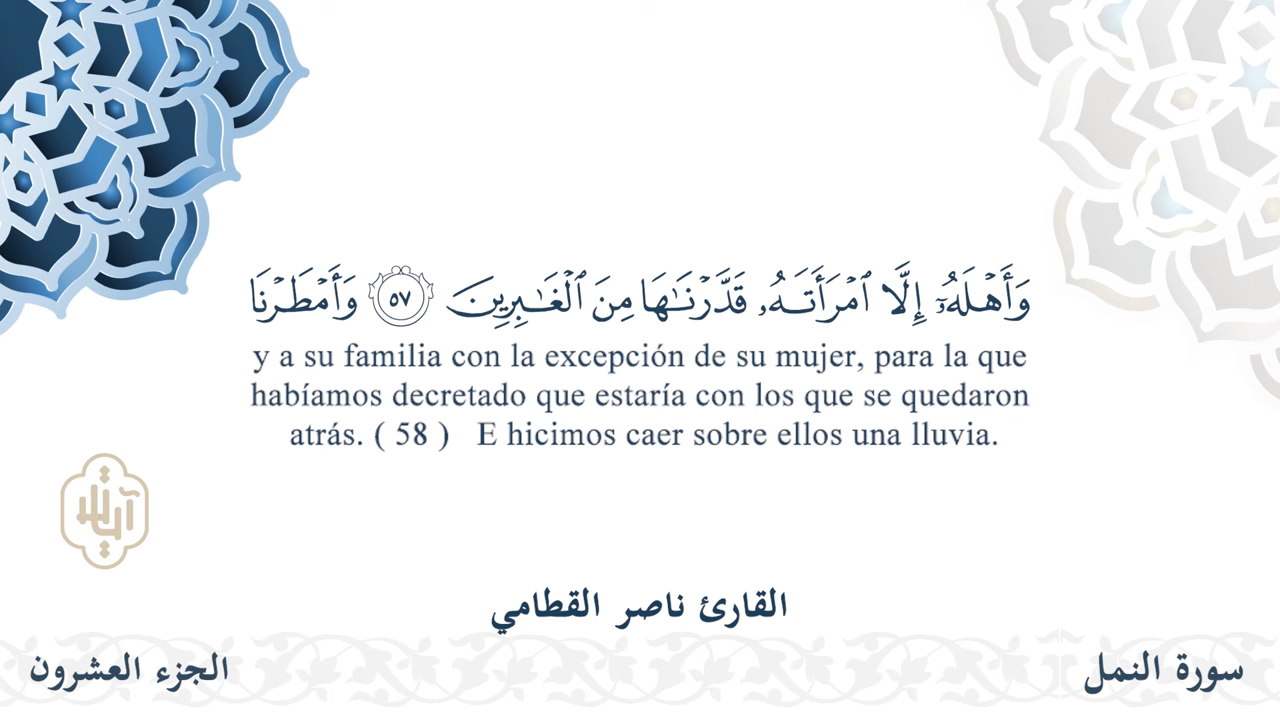 وَأَهْلَهُۥٓ إِلَّا ٱمْرَأَتَهُۥ قَدَّرْنَـٰهَا مِنَ ٱلْغَـٰبِرِينَ ٥٧ وَأَمْطَرْنَا
y a su familia con la excepción de su mujer, para la que
habíamos decretado que estaría con los que se quedaron
atrás. ( 58 ) E hicimos caer sobre ellos una lluvia.
القارئ ناصر القطامي
سورة النمل
الجزء العشرون